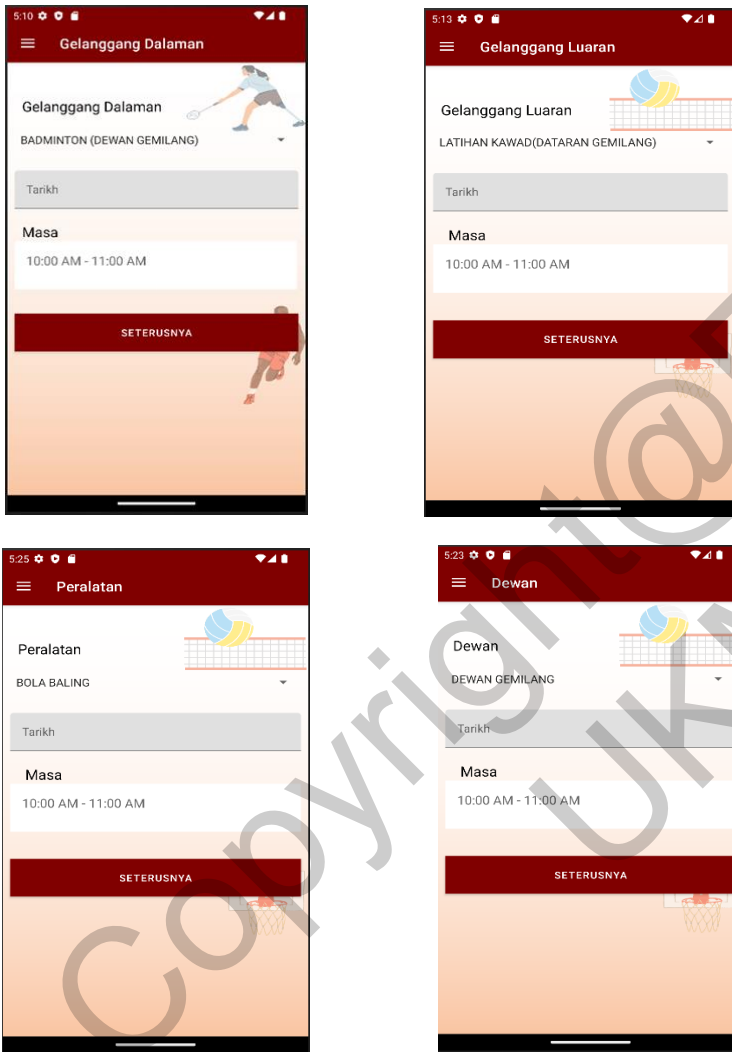 5:10
Gelanggang Dalaman
Gelanggang Dalaman
BADMINTON (DEWAN GEMILANG)
Tarikh
Masa
10:00 AM - 11:00 AM
SETERUSNYA
5:13
Gelanggang Luaran
Gelanggang Luaran
LATIHAN KAWAD(DATARAN GEMILANG)
Tarikh
Masa
10:00 AM - 11:00 AM
SETERUSNYA
5:25
Peralatan
Peralatan
BOLA BALING
Tarikh
Masa
10:00 AM - 11:00 AM
SETERUSNYA
5:23
Dewan
Dewan
DEWAN GEMILANG
Tarikh
Masa
10:00 AM - 11:00 AM
SETERUSNYA
Copyright@